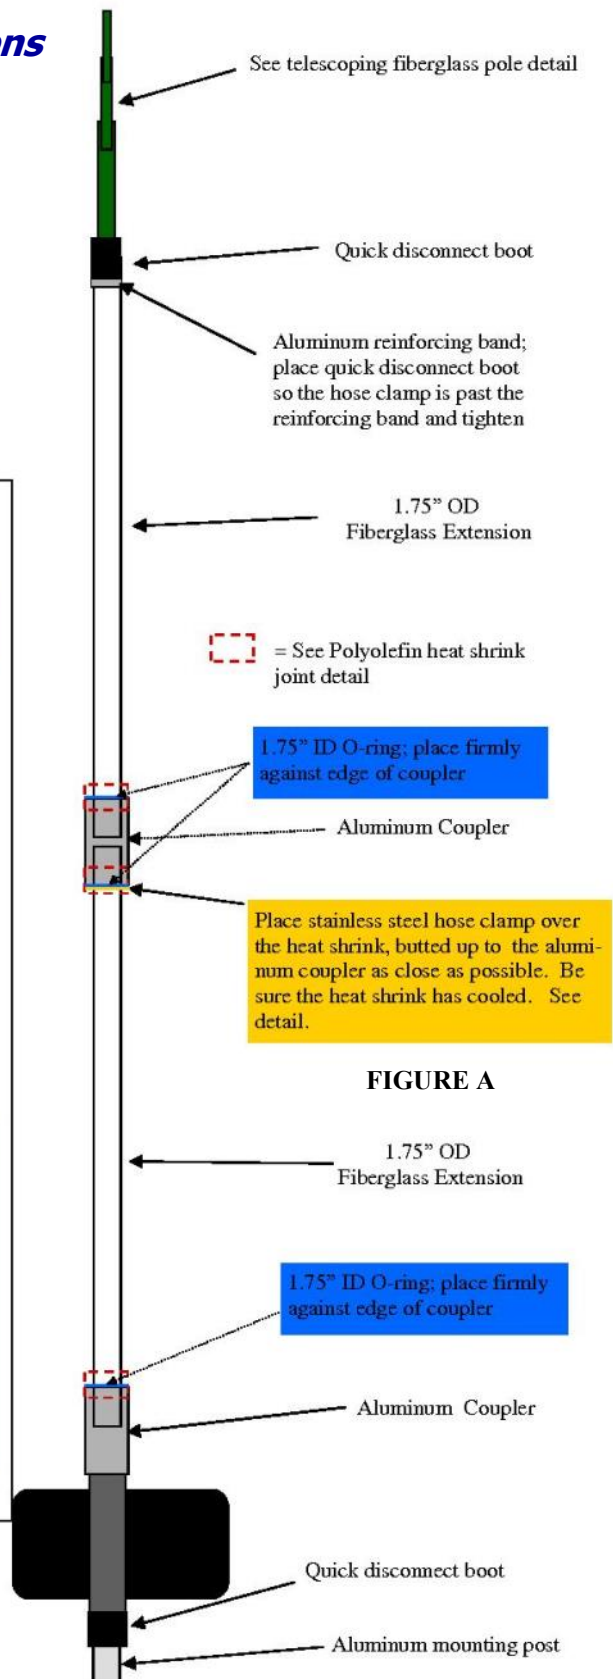 See telescoping fiberglass pole detail
Quick disconnect boot
Aluminum reinforcing band;
place quick disconnect boot
so the hose clamp is past the
reinforcing band and tighten
1.75” OD
Fiberglass Extension
= See Polyolefin heat shrink
joint detail
1.75” ID O-ring; place firmly
against edge of coupler
Aluminum Coupler
Place stainless steel hose clamp over
the heat shrink, butted up to the alumi-
num coupler as close as possible. Be
sure the heat shrink has cooled. See
detail.
FIGURE A
1.75” OD
Fiberglass Extension
1.75” ID O-ring; place firmly
against edge of coupler
Aluminum Coupler
Quick disconnect boot
Aluminum mounting post